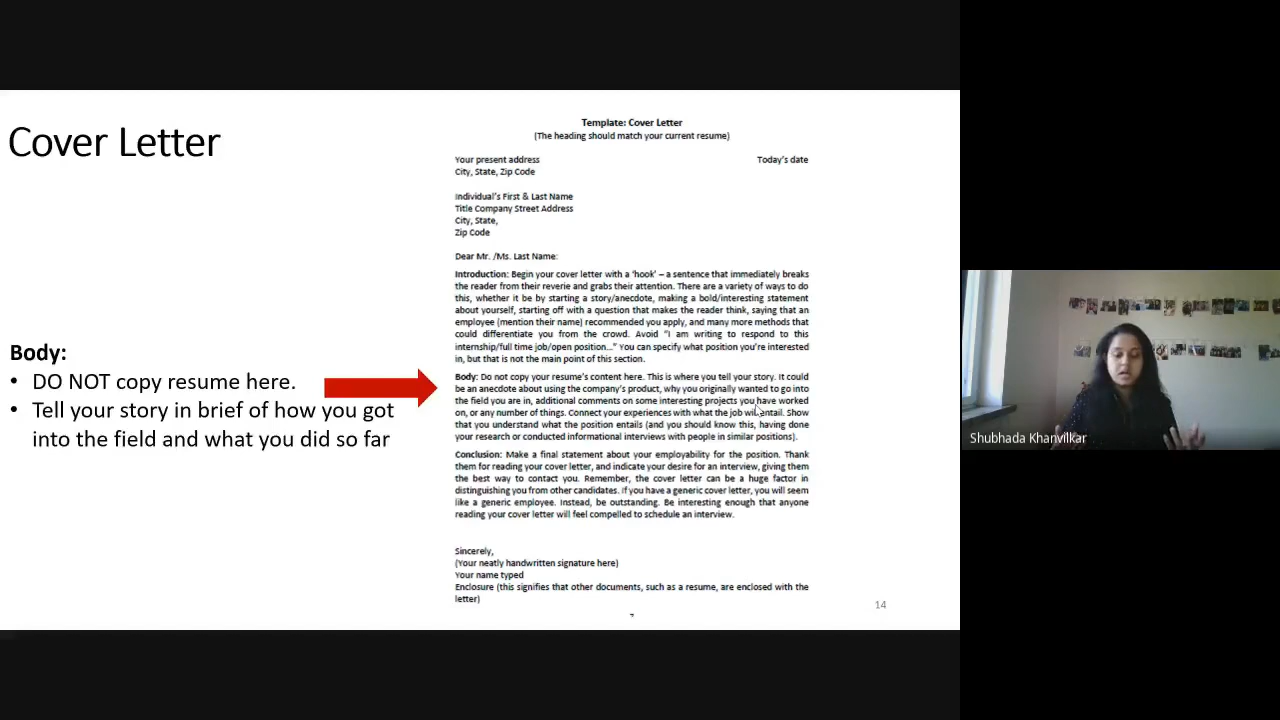 Cover Letter
Body:
• DO NOT copy resume here.
• Tell your story in brief of how you got
into the field and what you did so far
Template: Cover Letter
(The heading should match your current resume)
Your present address Today's date
City, State, Zip Code
Individual's First & Last Name
Title Company Street Address
City, State,
Zip Code
Dear Mr. /Ms. Last Name:
Introduction: Begin your cover letter with a 'hook' – a sentence that immediately breaks
the reader from their reverie and grabs their attention. There are a variety of ways to do
this, whether it be by starting a story/anecdote, making a bold/interesting statement
about yourself, starting off with a question that makes the reader think, saying that an
employee (mention their name) recommended you apply, and many more methods that
could differentiate you from the crowd. Avoid "I am writing to respond to this
internship/full time job/open position..." You can specify what position you're interested
in, but that is not the main point of this section.
Body: Do not copy your resume's content here. This is where you tell your story. It could
be an anecdote about using the company's product, why you originally wanted to go into
the field you are in, additional comments on some interesting projects you have worked
on, or any number of things. Connect your experiences with what the job will entail. Show
that you understand what the position entails (and you should know this, having done
your research or conducted informational interviews with people in similar positions).
Conclusion: Make a final statement about your employability for the position. Thank
them for reading your cover letter, and indicate your desire for an interview, giving them
the best way to contact you. Remember, the cover letter can be a huge factor in
distinguishing you from other candidates. If you have a generic cover letter, you will seem
like a generic employee. Instead, be outstanding. Be interesting enough that anyone
reading your cover letter will feel compelled to schedule an interview.
Sincerely,
(Your neatly handwritten signature here)
Your name typed
Enclosure (this signifies that other documents, such as a resume, are enclosed with the
letter)
14
Shubhada Khanvilkar